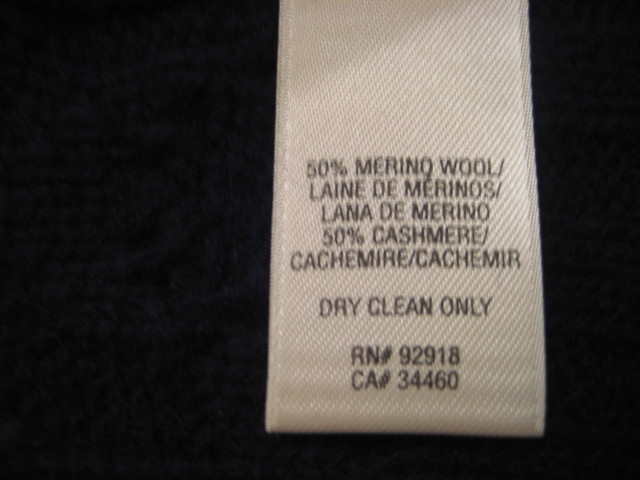 50% MERINO WOOL/
LAINE DE MÉRINOS/
LANA DE MERINO
50% CASHMERE/
CACHEMIRE/CACHEMIR
DRY CLEAN ONLY
RN# 92918
CA# 34460